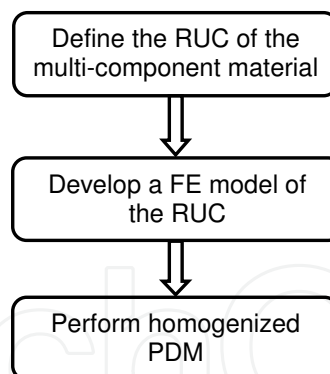 Define the RUC of the
multi-component material
Develop a FE model of
the RUC
Perform homogenized
PDM